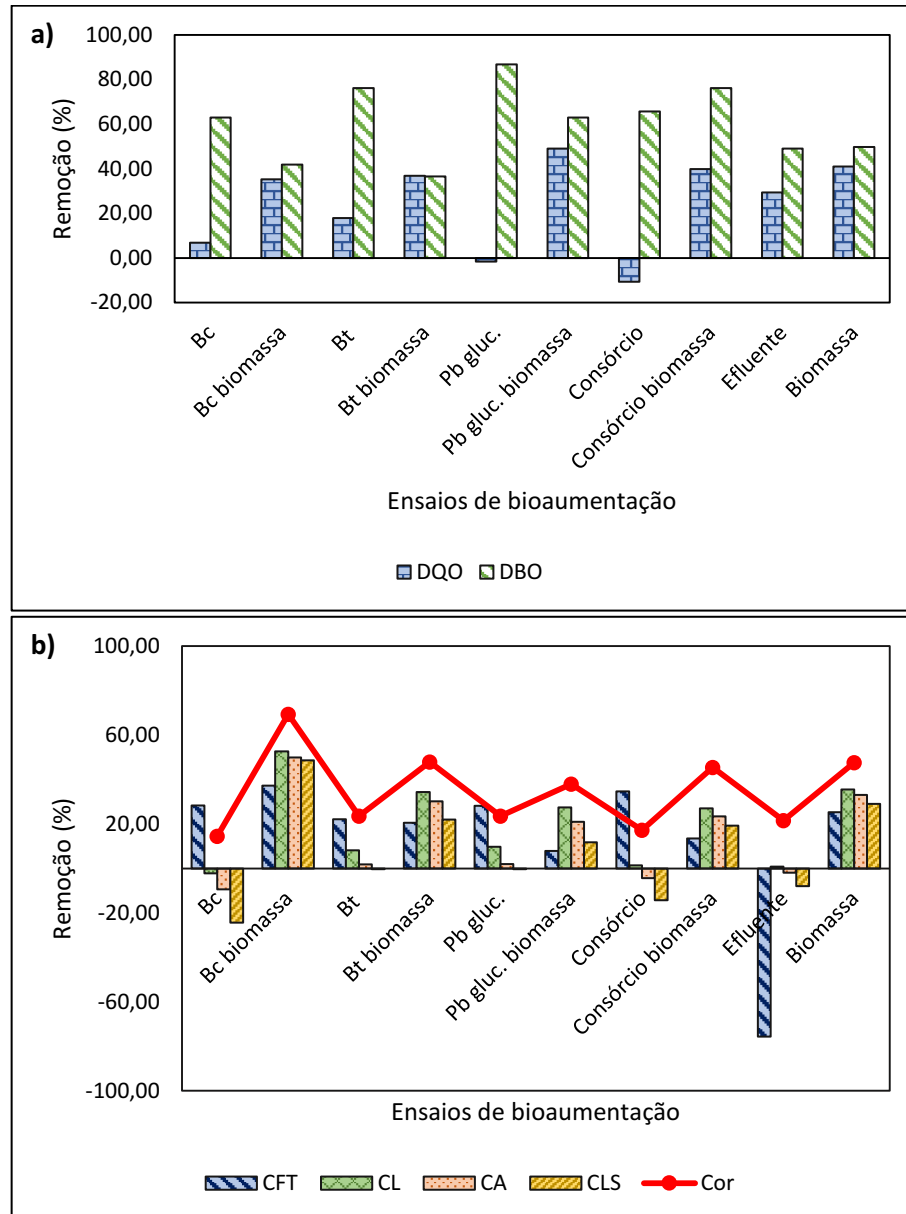 a)
100,00
80,00
60,00
40,00
20,00
0,00
-20,00
Remoção (%)
Bc
Bc biomassa
Bt
Bt biomassa
Pb gluc.
Pb gluc. biomassa
Consórcio
Consórcio biomassa
Efluente
Biomassa
Ensaios de bioaumentação
DQO DBO
b)
100,00
60,00
20,00
-20,00
-60,00
-100,00
Remoção (%)
Bc
Bc biomassa
Bt
Bt biomassa
Pb gluc.
Pb gluc. biomassa
Consórcio
Consórcio biomassa
Efluente
Biomassa
Ensaios de bioaumentação
CFT CL CA CLS Cor